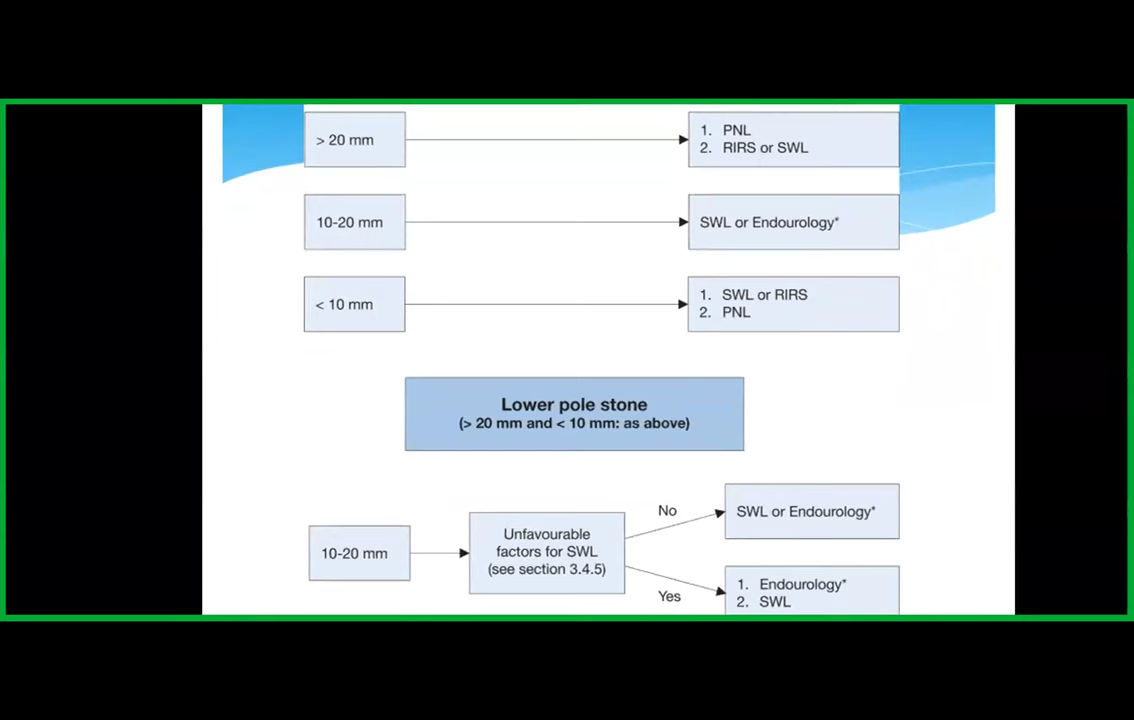 > 20 mm
1. PNL
2. RIRS or SWL
10-20 mm
SWL or Endourology*
< 10 mm
1. SWL or RIRS
2. PNL
Lower pole stone
(> 20 mm and < 10 mm: as above)
10-20 mm
Unfavourable
factors for SWL
(see section 3.4.5)
No
SWL or Endourology*
Yes
1. Endourology*
2. SWL